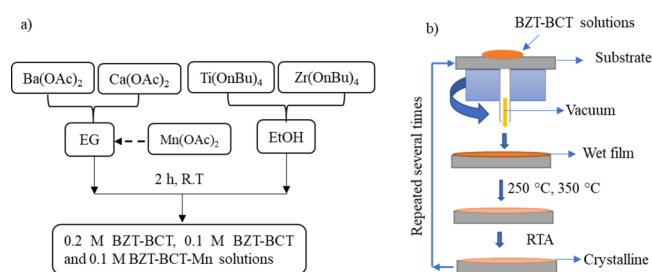 a)
Ba(OAc)₂
Ca(OAc)₂
Ti(OnBu)₄
Zr(OnBu)₄
EG
Mn(OAc)₂
EtOH
2 h, R.T
0.2 M BZT-BCT, 0.1 M BZT-BCT
and 0.1 M BZT-BCT-Mn solutions
b)
BZT-BCT
solutions
Substrate
Vacuum
Wet film
250 °C, 350 °C
RTA
Crystalline
Repeated several times